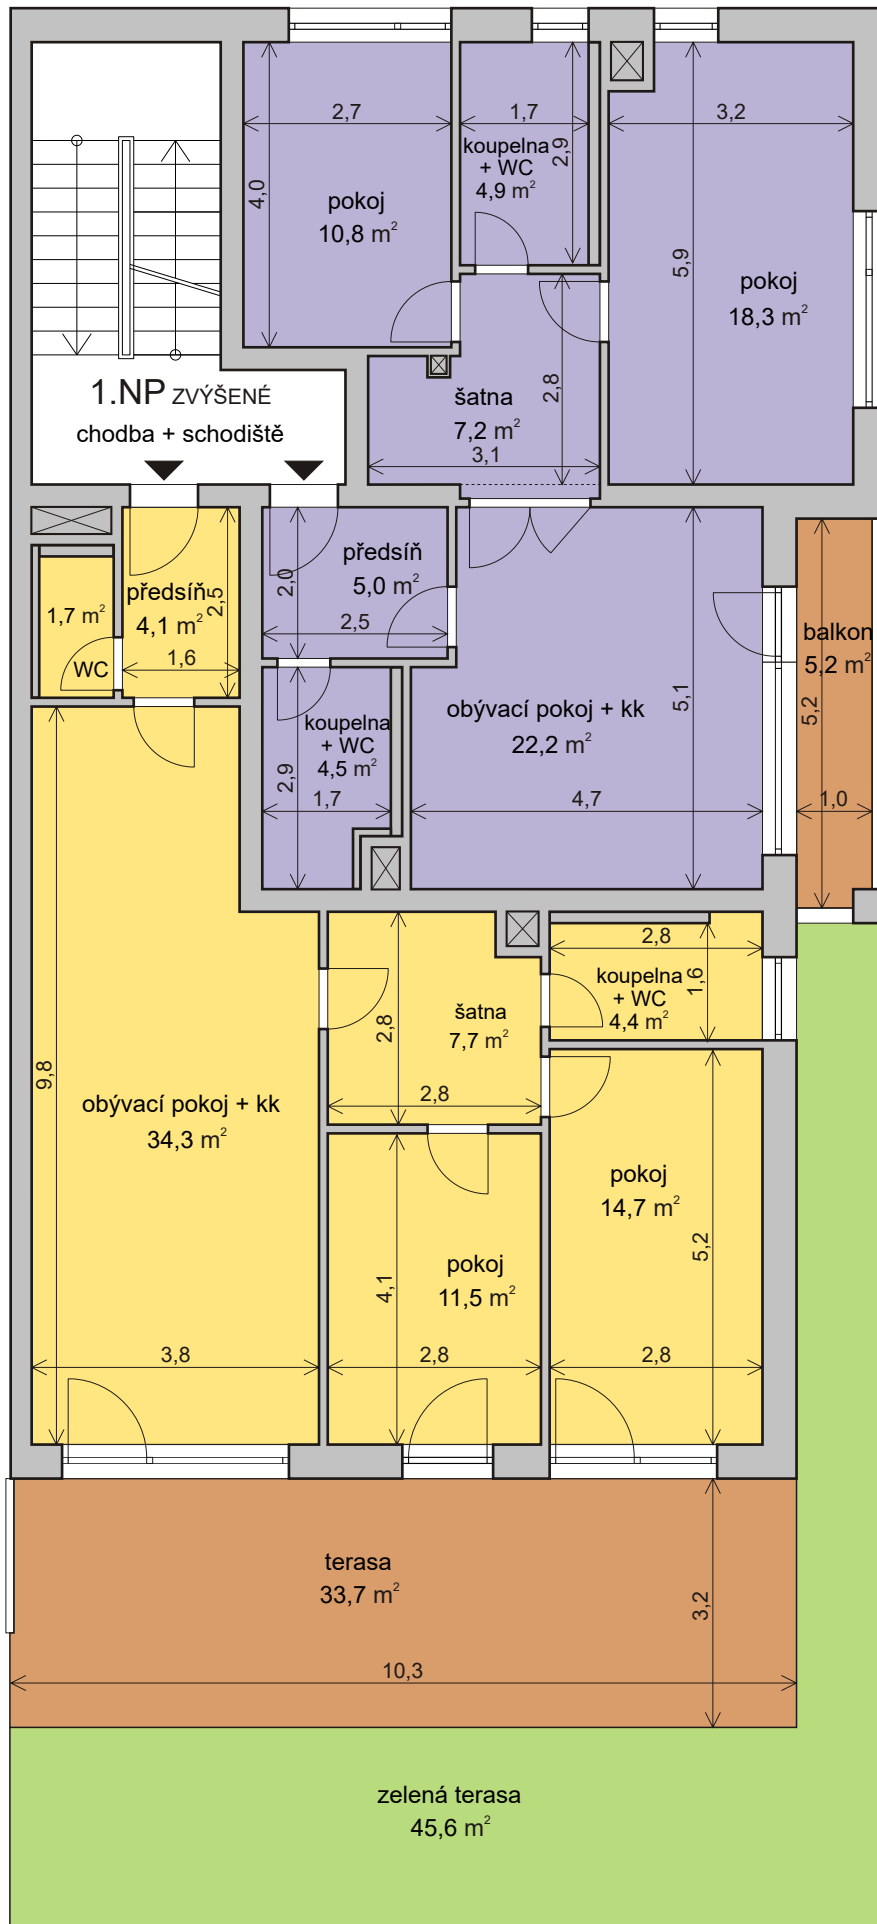 2,7
4,0
pokoj
10,8 m²
1,7
koupelna
+ WC
4,9 m²
2,9
3,2
5,9
pokoj
18,3 m²
1.NP ZVÝŠENÉ
chodba + schodiště
šatna
7,2 m²
2,8
3,1
předsíň
4,1 m²
2,5
1,6
1,7 m²
WC
předsíň
5,0 m²
2,0
2,5
koupelna
+ WC
4,5 m²
2,9
1,7
obývací pokoj + kk
22,2 m²
5,1
4,7
balkon
5,2 m²
5,2
1,0
9,8
obývací pokoj + kk
34,3 m²
3,8
šatna
7,7 m²
2,8
2,8
2,8
koupelna
+ WC
4,4 m²
1,6
pokoj
14,7 m²
5,2
2,8
pokoj
11,5 m²
4,1
2,8
terasa
33,7 m²
3,2
10,3
zelená terasa
45,6 m²